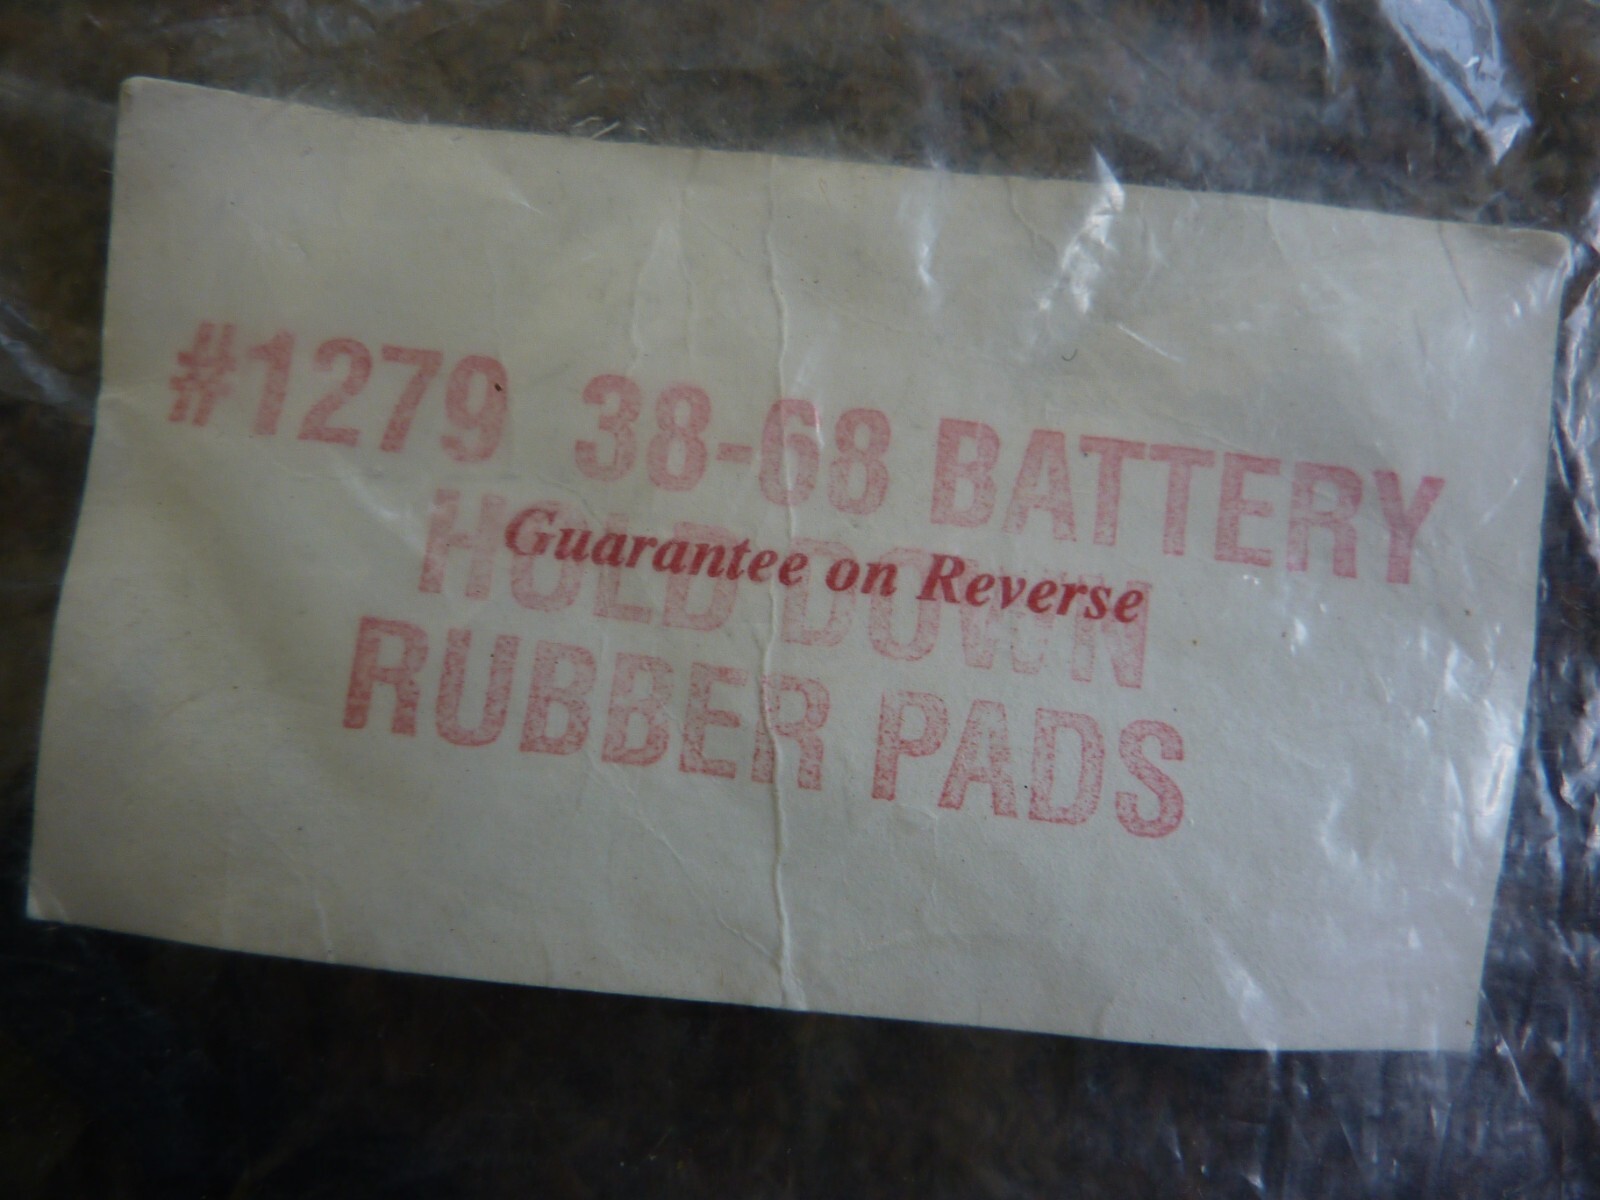 #1279 38-68 BATTERY
HOLD DOWN
Guarantee on Reverse
RUBBER PADS